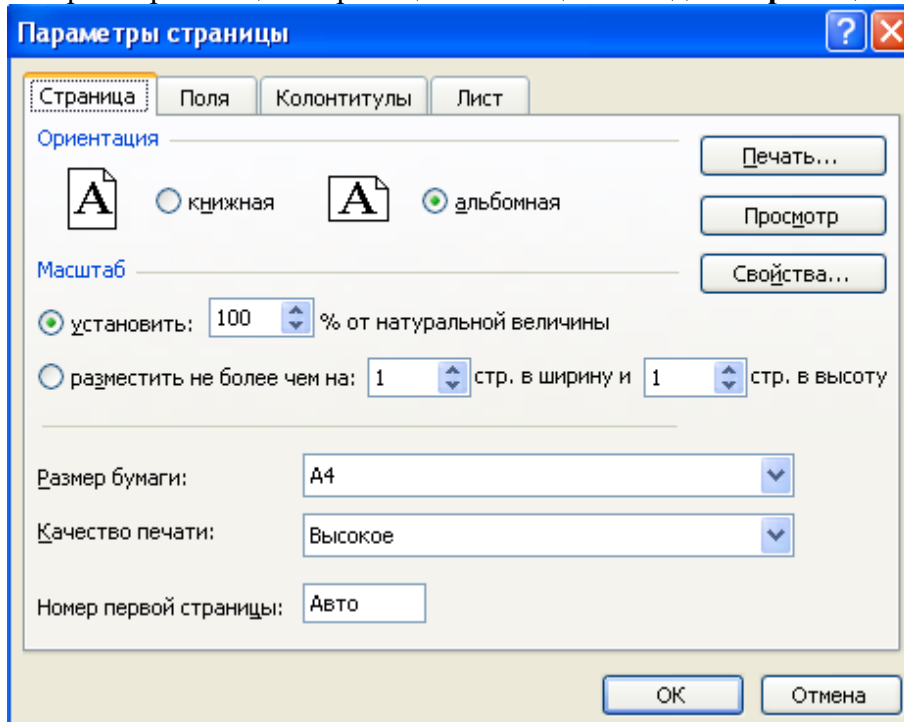 Параметры страницы
Страница Поля Колонтитулы Лист
Ориентация
Печать...
A книжная A альбомная
Просмотр
Масштаб
Свойства...
установить: 100 % от натуральной величины
разместить не более чем на: 1 стр. в ширину и 1 стр. в высоту
Размер бумаги: A4
Качество печати: Высокое
Номер первой страницы: Авто
ОК Отмена